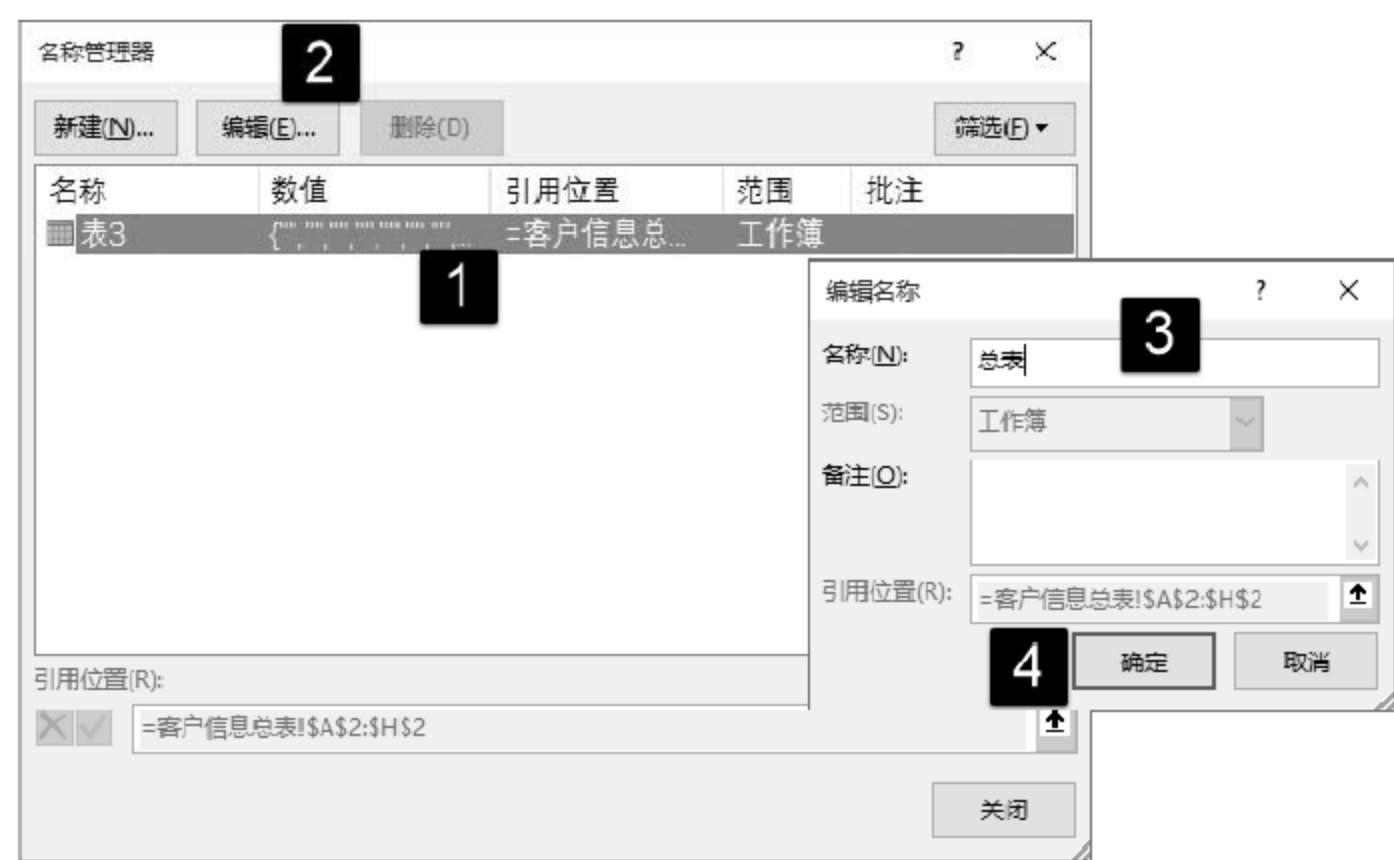 名称管理器
2
?
新建(N)...
编辑(E)...
删除(D)
筛选(F)
名称 数值 引用位置 范围 批注
表3 {"","","","","","","",... =客户信息总... 工作簿
1
编辑名称
?
3
名称(N): 总表
范围(S): 工作簿
备注(O):
引用位置(R): =客户信息总表!$A$2:$H$2
4
确定
取消
引用位置(R):
=客户信息总表!$A$2:$H$2
关闭